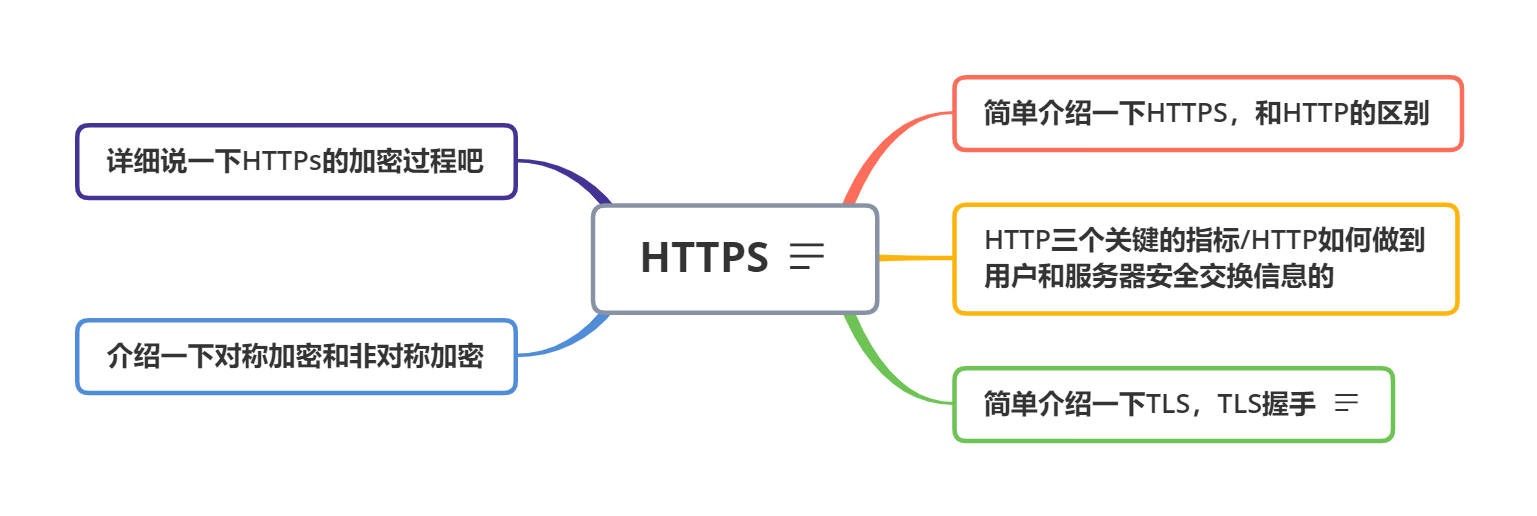 HTTPS
简单介绍一下HTTPS，和HTTP的区别
HTTP三个关键的指标/HTTP如何做到
用户和服务器安全交换信息的
简单介绍一下TLS，TLS握手
详细说一下HTTPs的加密过程吧
介绍一下对称加密和非对称加密